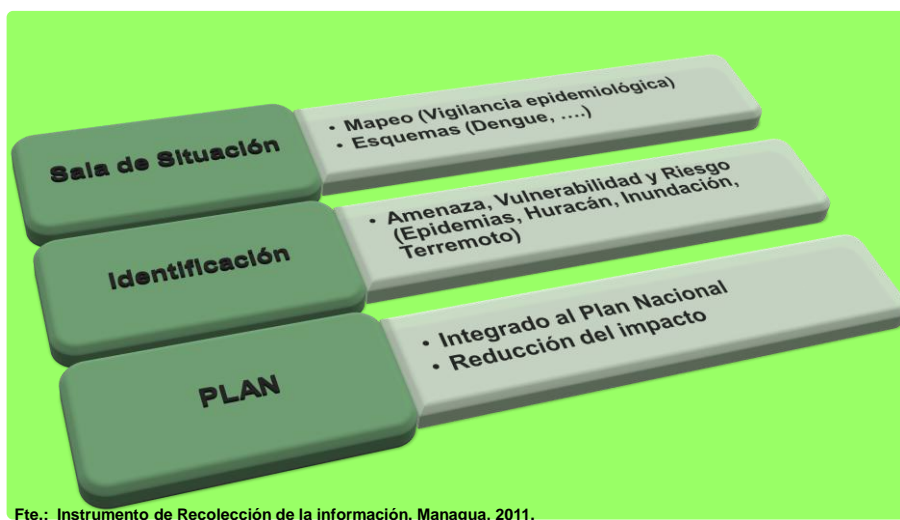 Sala de Situación
• Mapeo (Vigilancia epidemiológica)
• Esquemas (Dengue, ....)
Identificación
• Amenaza, Vulnerabilidad y Riesgo
(Epidemias, Huracán, Inundación,
Terremoto)
PLAN
• Integrado al Plan Nacional
• Reducción del impacto
Fte.: Instrumento de Recolección de la información. Managua. 2011.